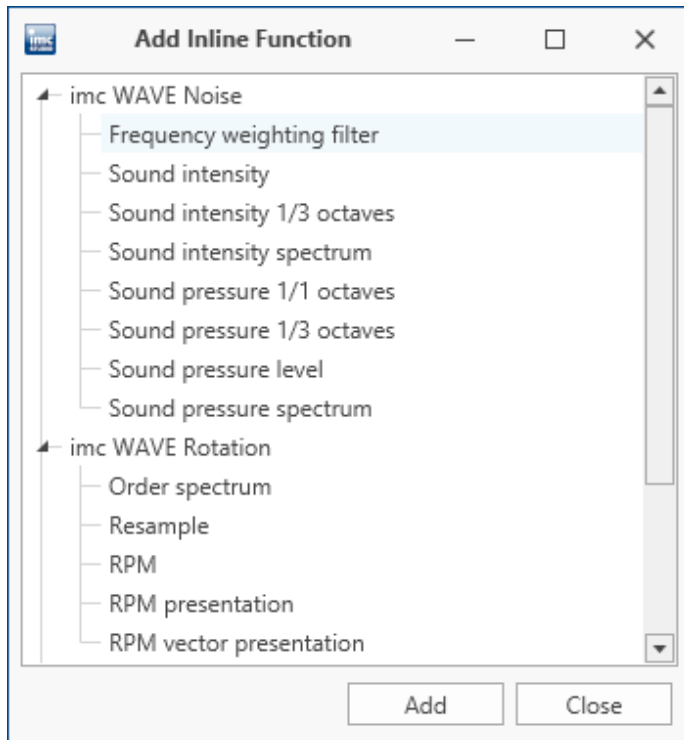 imc
Add Inline Function
imc WAVE Noise
Frequency weighting filter
Sound intensity
Sound intensity 1/3 octaves
Sound intensity spectrum
Sound pressure 1/1 octaves
Sound pressure 1/3 octaves
Sound pressure level
Sound pressure spectrum
imc WAVE Rotation
Order spectrum
Resample
RPM
RPM presentation
RPM vector presentation
Add Close